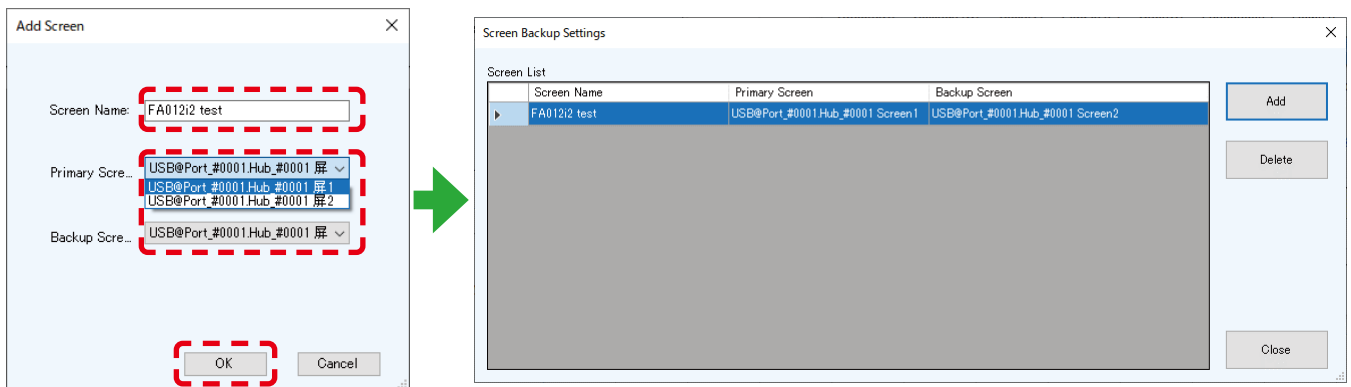 Add Screen
Screen Name: FA012i2 test
Primary Scre... USB@Port_#0001.Hub_#0001 屏
USB@Port_#0001.Hub_#0001 屏1
USB@Port_#0001.Hub_#0001 屏2
Backup Scre... USB@Port_#0001.Hub_#0001 屏
OK Cancel
Screen Backup Settings
Screen List
Screen Name Primary Screen Backup Screen
FA012i2 test USB@Port_#0001.Hub_#0001 Screen1 USB@Port_#0001.Hub_#0001 Screen2
Add
Delete
Close